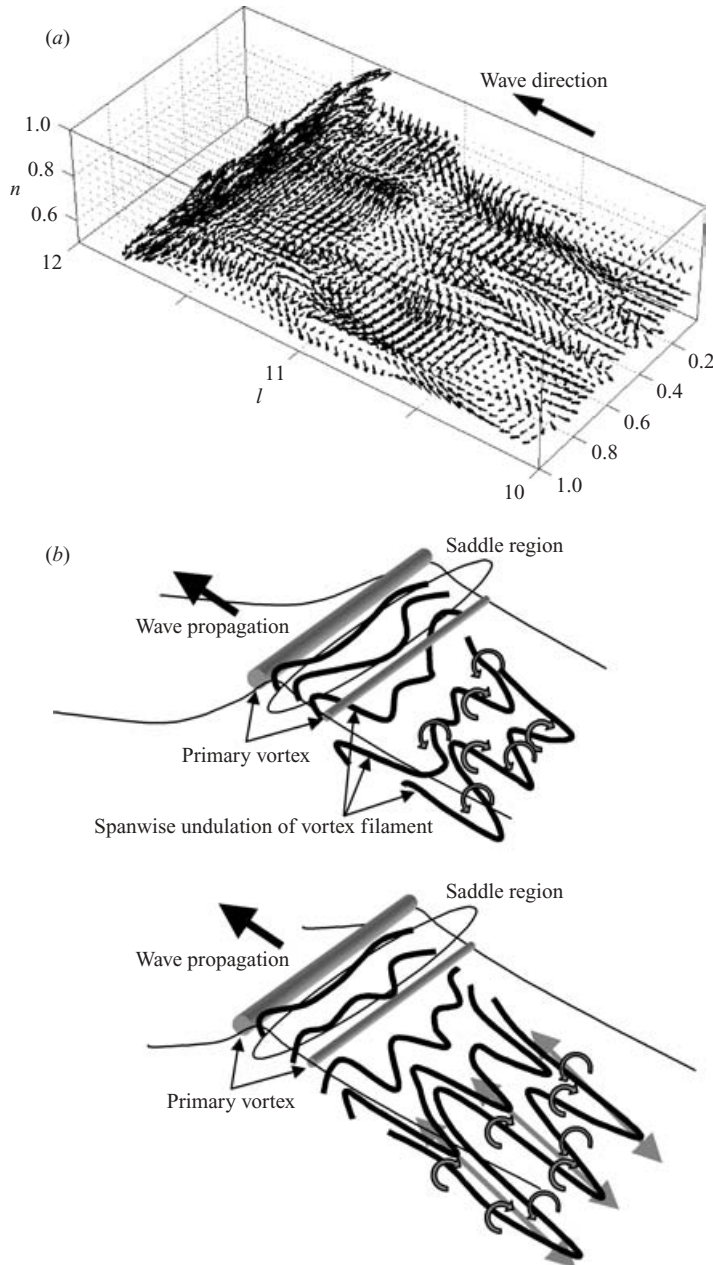 (a)
Wave direction
1.0
0.8
n
0.6
12
11
l
10
0.2
0.4
0.6
0.8
1.0
(b)
Saddle region
Wave propagation
Primary vortex
Spanwise undulation of vortex filament
Saddle region
Wave propagation
Primary vortex